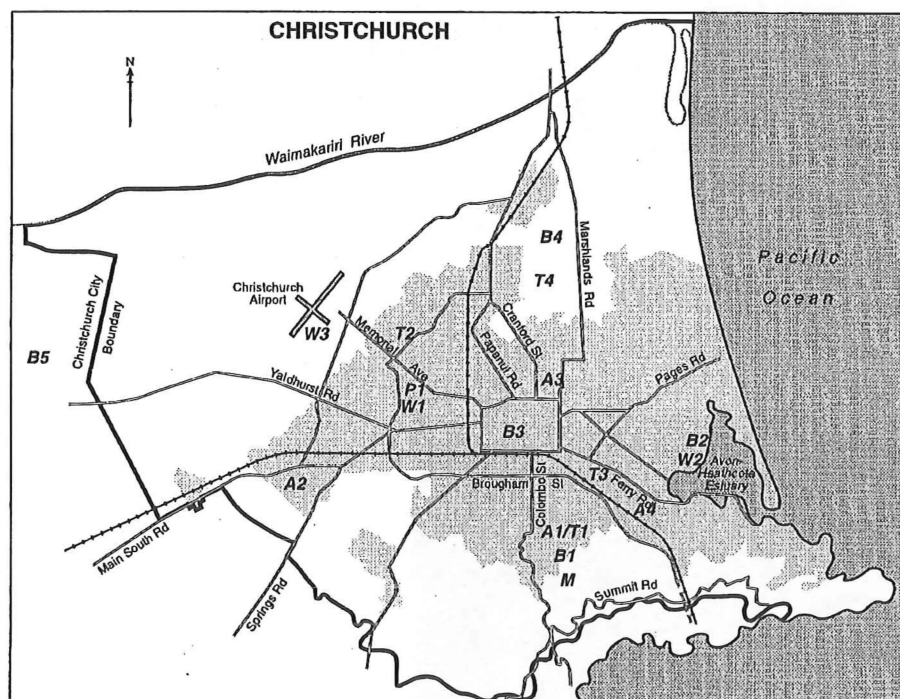 CHRISTCHURCH
N
Waimakariri River
Marshlands Rd
B4
Pacific
Ocean
T4
Christchurch
Airport
Christchurch City
Boundary
W3
Memorial
Ave
T2
Cranford St
Papanui Rd
B5
Yaldhurst Rd
P1
W1
A3
Pages Rd
B3
B2
W2
Avon-
Heathcote
Estuary
A2
Brougham
St
Colombo St
T3
Ferry Rd
A4
Main South Rd
A1/T1
B1
M
Springs Rd
Summit Rd